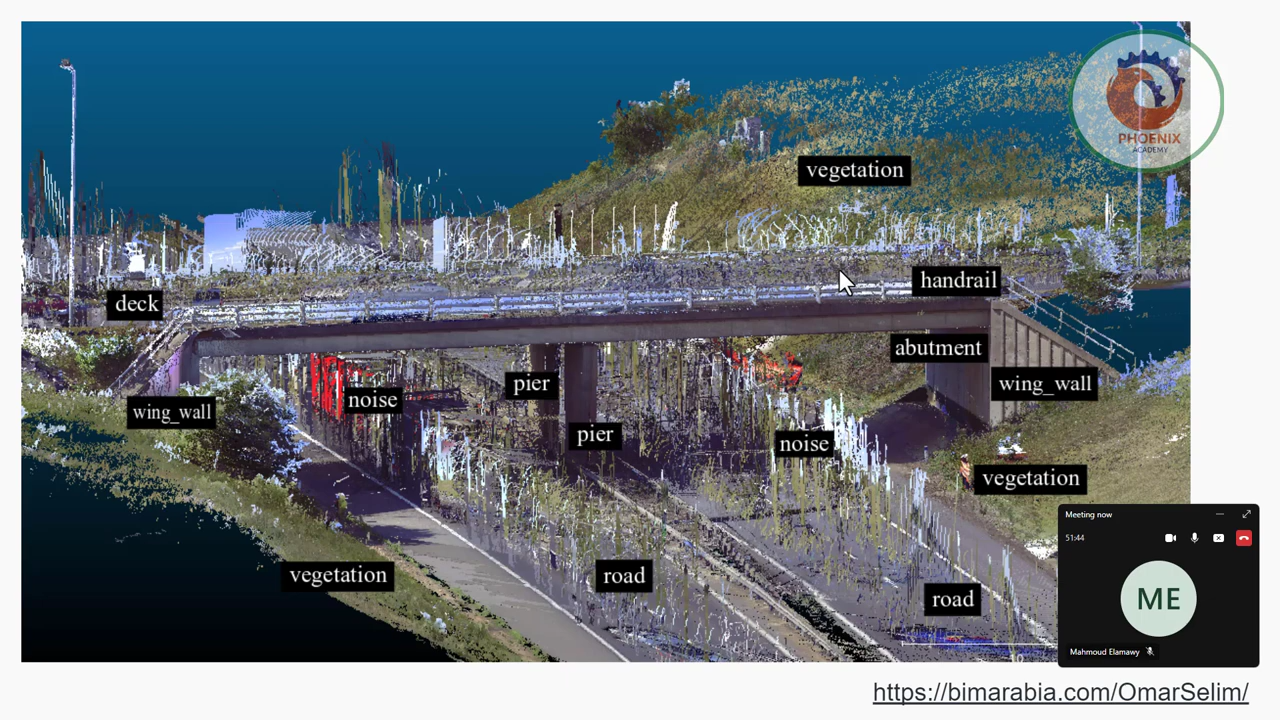 PHOENIX
ACADEMY
vegetation
handrail
deck
abutment
pier
wing_wall
noise
wing_wall
pier
noise
vegetation
vegetation
road
road
Meeting now
51:44
ME
Mahmoud Elamawy
https://bimarabia.com/OmarSelim/